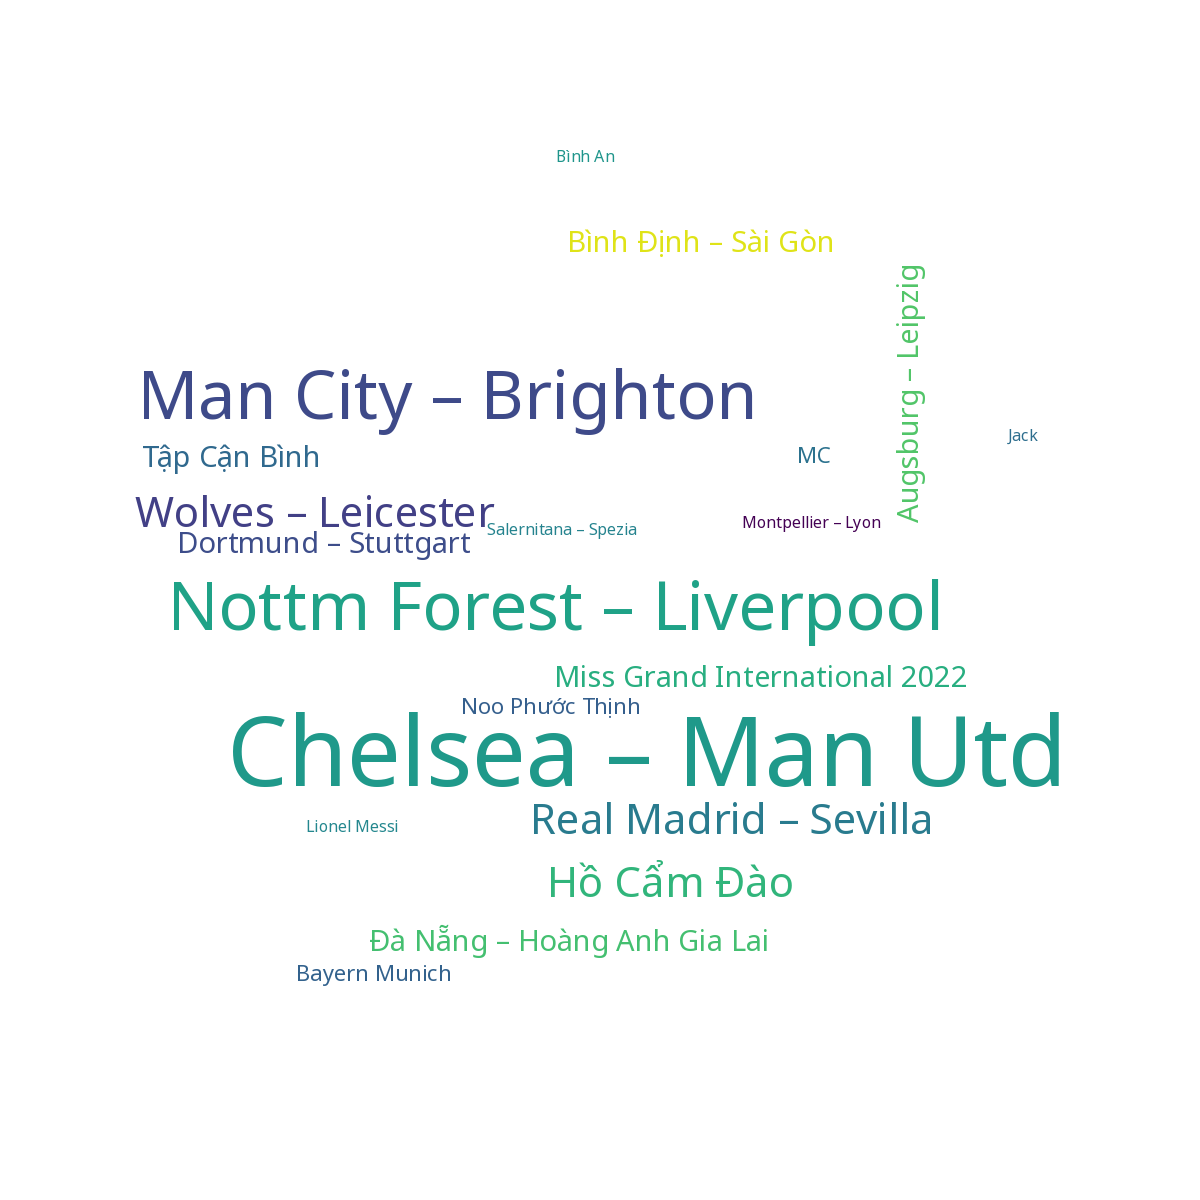 Bình An
Bình Định – Sài Gòn
Augsburg – Leipzig
Man City – Brighton
Jack
Tập Cận Bình
MC
Wolves – Leicester
Montpellier – Lyon
Salernitana – Spezia
Dortmund – Stuttgart
Nottm Forest – Liverpool
Miss Grand International 2022
Noo Phước Thịnh
Chelsea – Man Utd
Real Madrid – Sevilla
Lionel Messi
Hồ Cẩm Đào
Đà Nẵng – Hoàng Anh Gia Lai
Bayern Munich